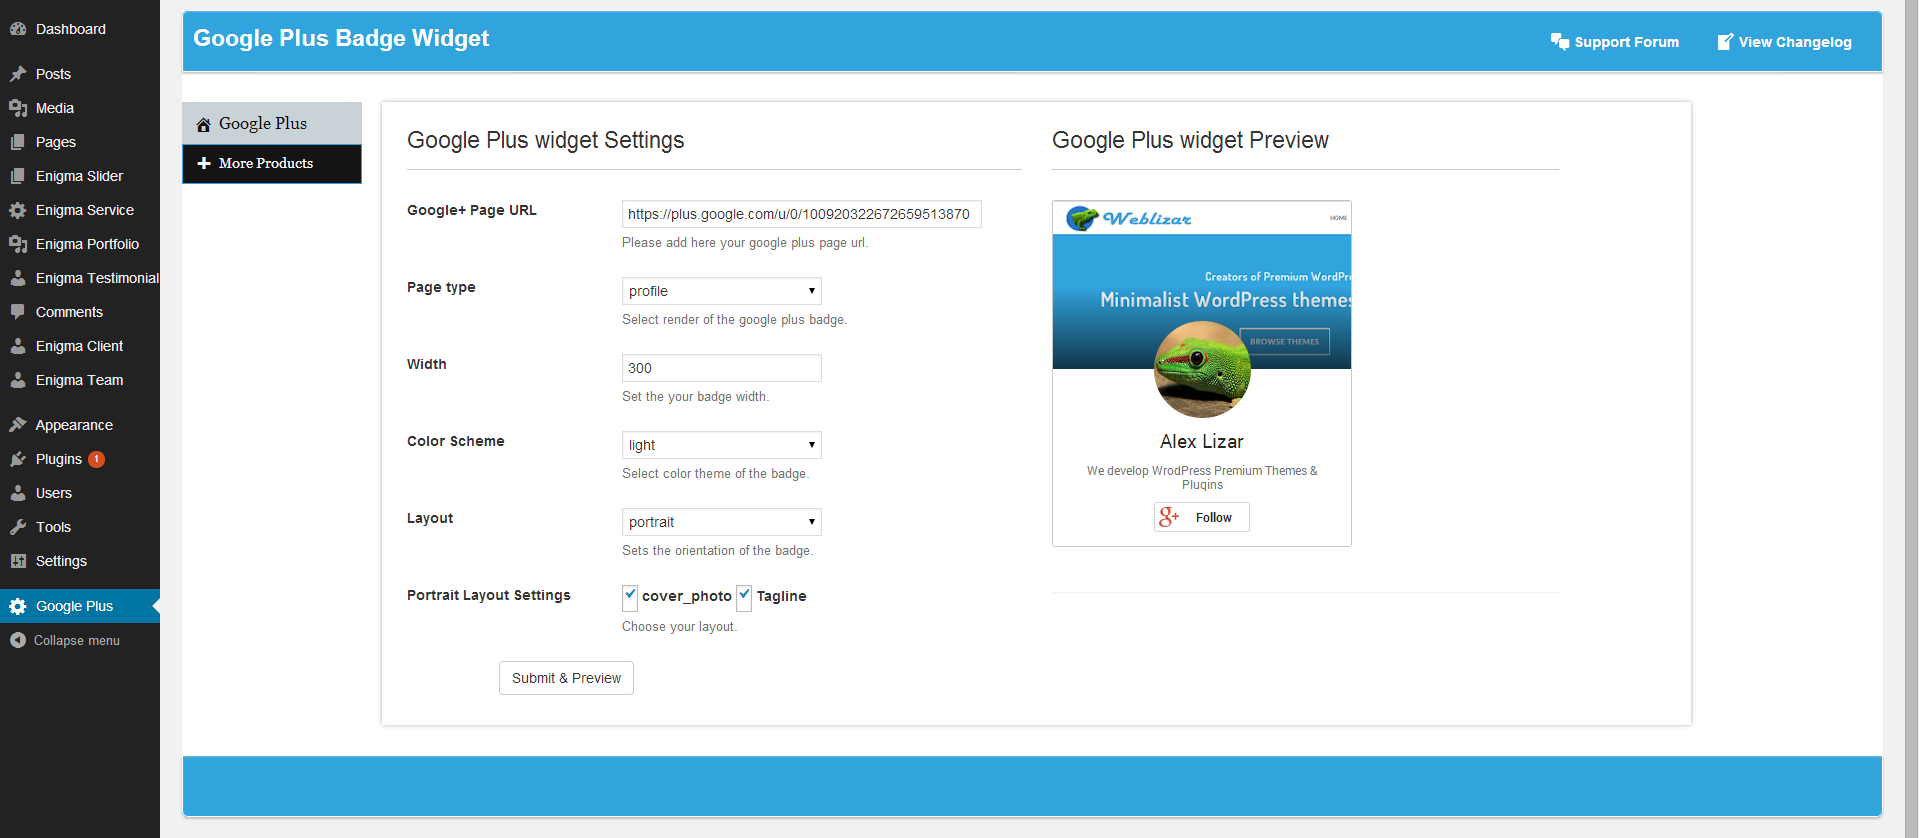 Dashboard
Posts
Media
Pages
Enigma Slider
Enigma Service
Enigma Portfolio
Enigma Testimonial
Comments
Enigma Client
Enigma Team
Appearance
Plugins 1
Users
Tools
Settings
Google Plus
Collapse menu
Google Plus Badge Widget
Support Forum
View Changelog
Google Plus
More Products
Google Plus widget Settings
Google+ Page URL
https://plus.google.com/u/0/100920322672659513870
Please add here your google plus page url.
Page type
profile
Select render of the google plus badge.
Width
300
Set the your badge width.
Color Scheme
light
Select color theme of the badge.
Layout
portrait
Sets the orientation of the badge.
Portrait Layout Settings
cover_photo Tagline
Choose your layout.
Submit & Preview
Google Plus widget Preview
Weblizar
HOME
Creators of Premium WordPr
Minimalist WordPress themes
BROWSE THEMES
Alex Lizar
We develop WrodPress Premium Themes &
Plugins
g+ Follow